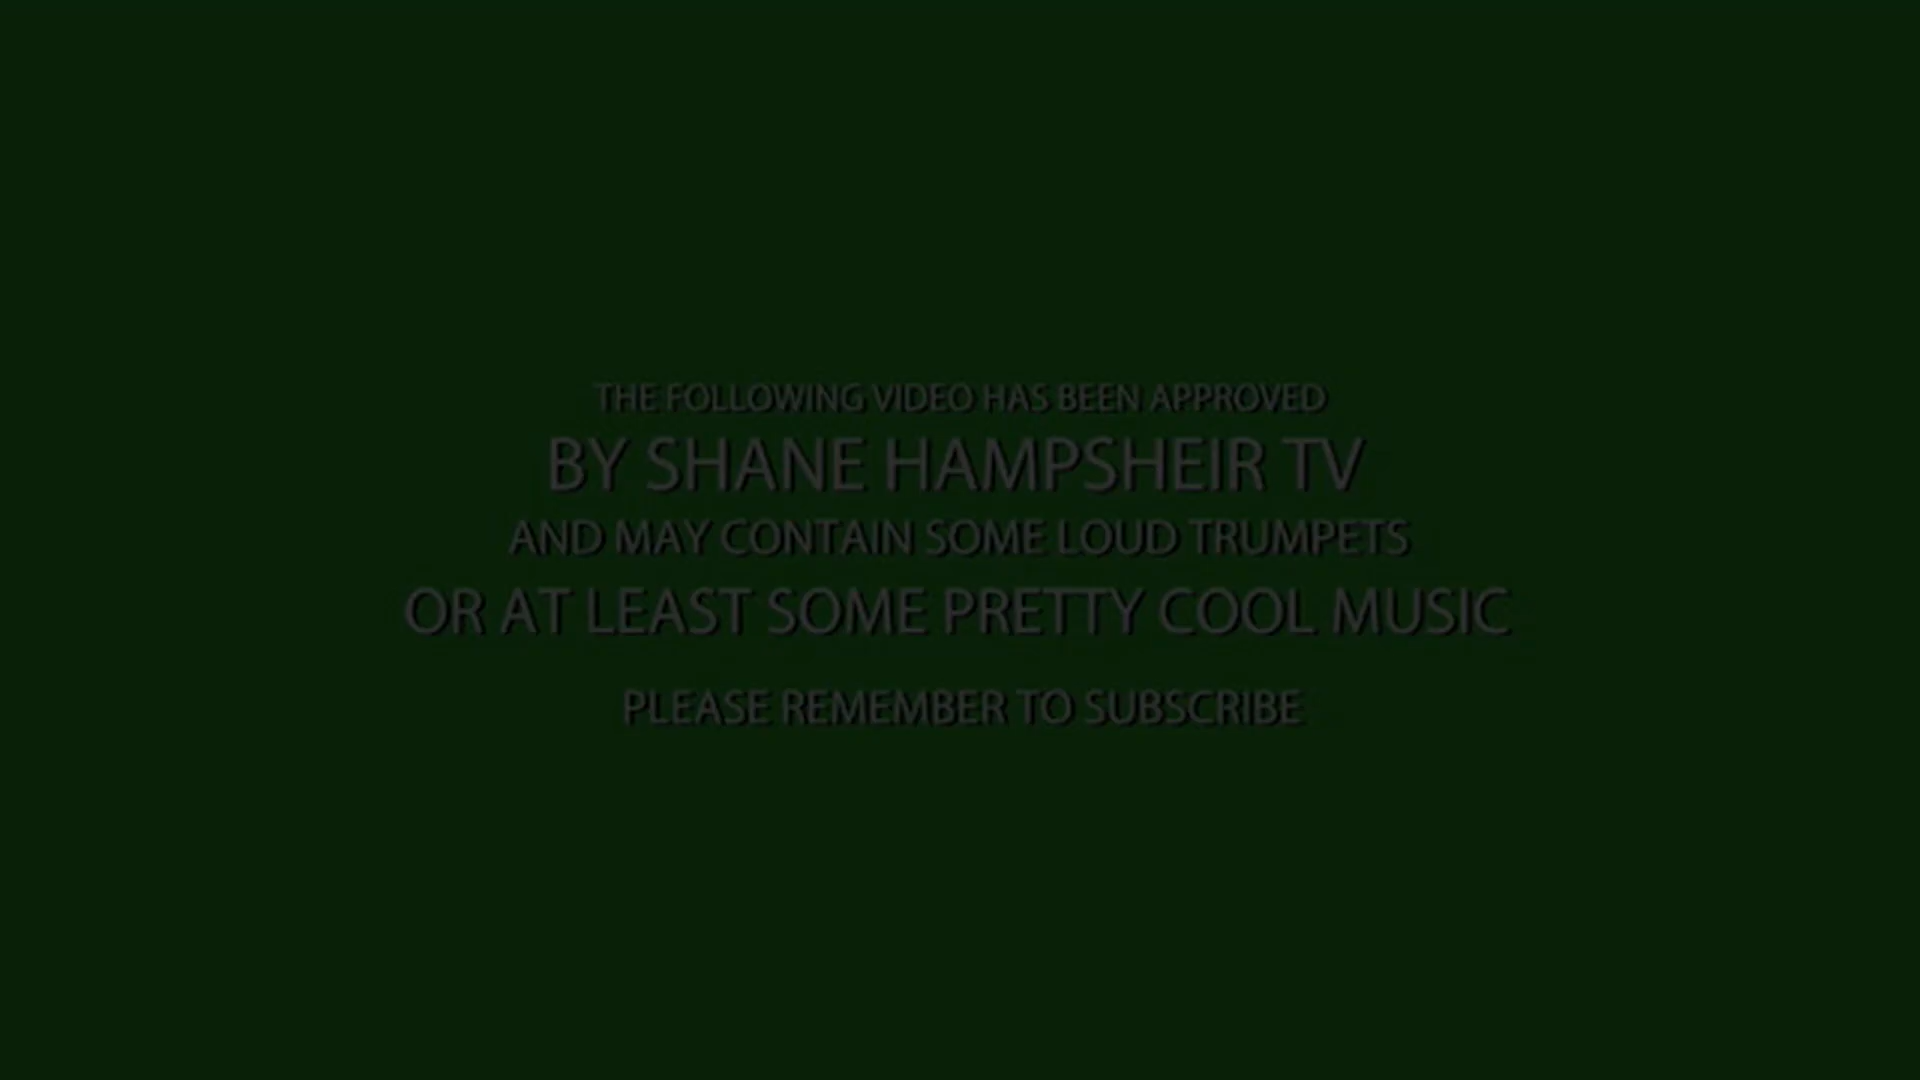 THE FOLLOWING VIDEO HAS BEEN APPROVED
BY SHANE HAMPSHEIR TV
AND MAY CONTAIN SOME LOUD TRUMPETS
OR AT LEAST SOME PRETTY COOL MUSIC
PLEASE REMEMBER TO SUBSCRIBE